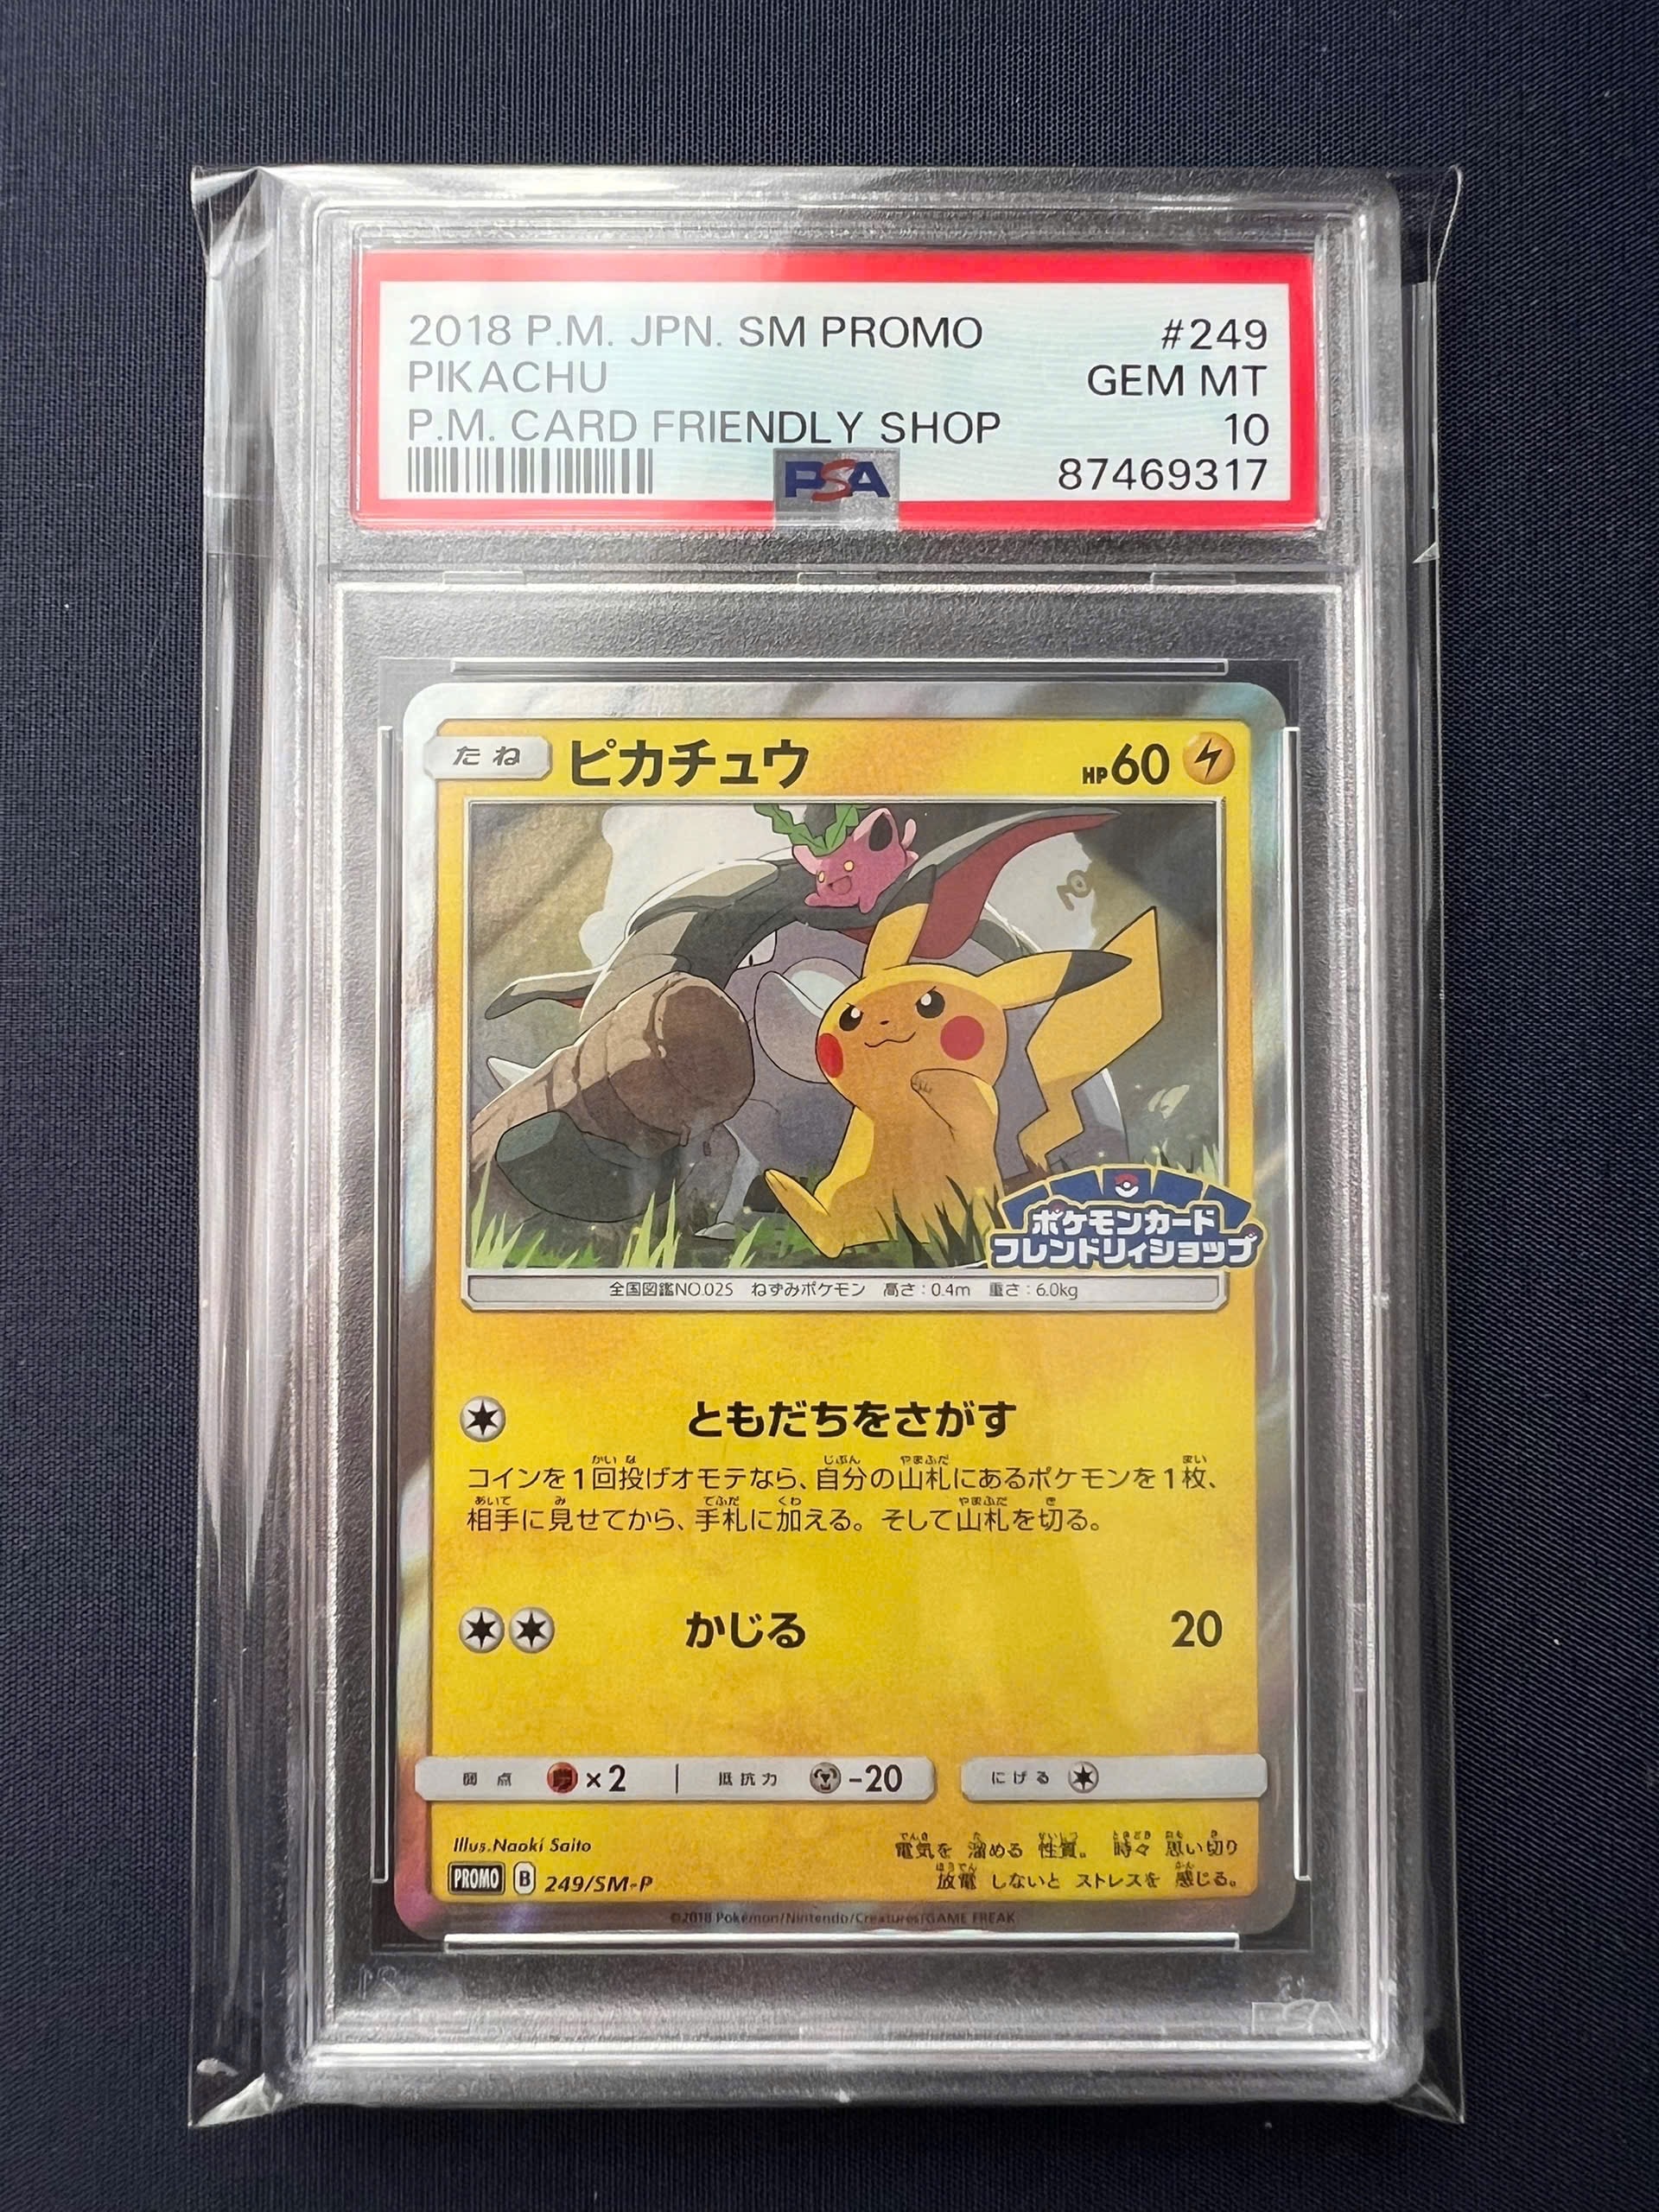 2018 P.M. JPN. SM PROMO #249
PIKACHU GEM MT
P.M. CARD FRIENDLY SHOP 10
PSA 87469317
たね ピカチュウ HP60
ポケモンカード
フレンドリィショップ
全国図鑑NO.025 ねずみポケモン 高さ:0.4m 重さ:6.0kg
ともだちをさがす
コインを1回投げオモテなら、自分の山札にあるポケモンを1枚、
相手に見せてから、手札に加える。そして山札を切る。
かじる 20
弱点 ×2 抵抗力 -20 にげる
Illus. Naoki Saito
電気を 溜める 性質。 時々 思い切り
放電 しないと ストレスを 感じる。
PROMO B 249/SM-P
©2018 Pokémon/Nintendo/Creatures/GAME FREAK